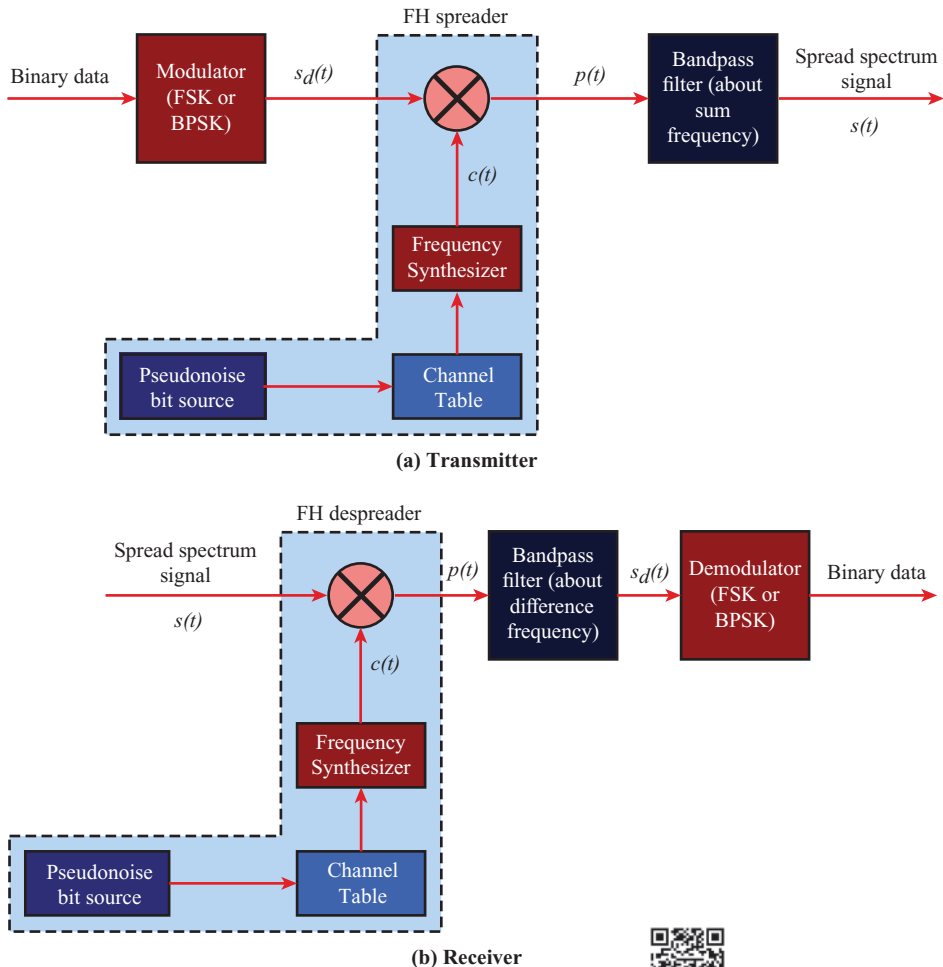 FH spreader
Binary data
Modulator
(FSK or
BPSK)
s_d(t)
p(t)
Bandpass
filter (about
sum
frequency)
Spread spectrum
signal
s(t)
c(t)
Frequency
Synthesizer
Pseudonoise
bit source
Channel
Table
(a) Transmitter
FH despreader
Spread spectrum
signal
s(t)
p(t)
Bandpass
filter (about
difference
frequency)
s_d(t)
Demodulator
(FSK or
BPSK)
Binary data
c(t)
Frequency
Synthesizer
Pseudonoise
bit source
Channel
Table
(b) Receiver